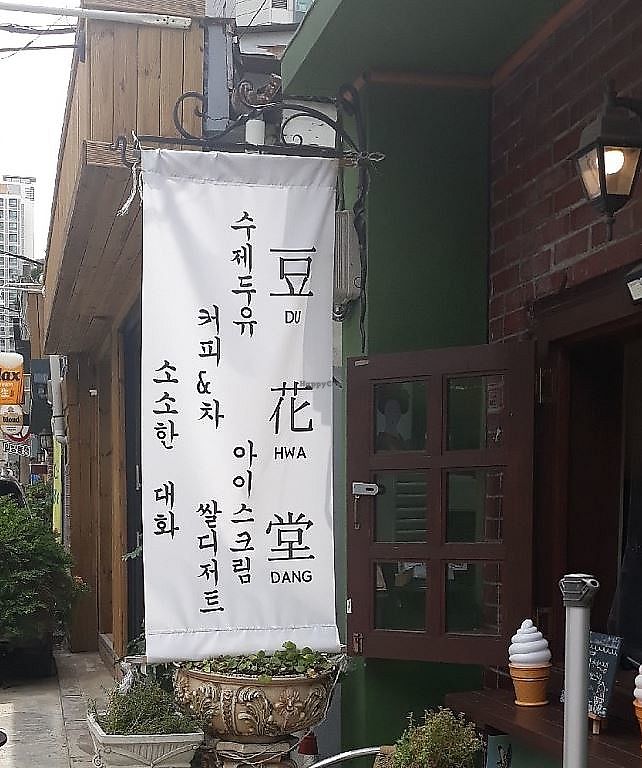 豆
DU
花
HWA
堂
DANG
수제두유 아이스크림
커피&차 쌀디저트
소소한 대화
HappyC